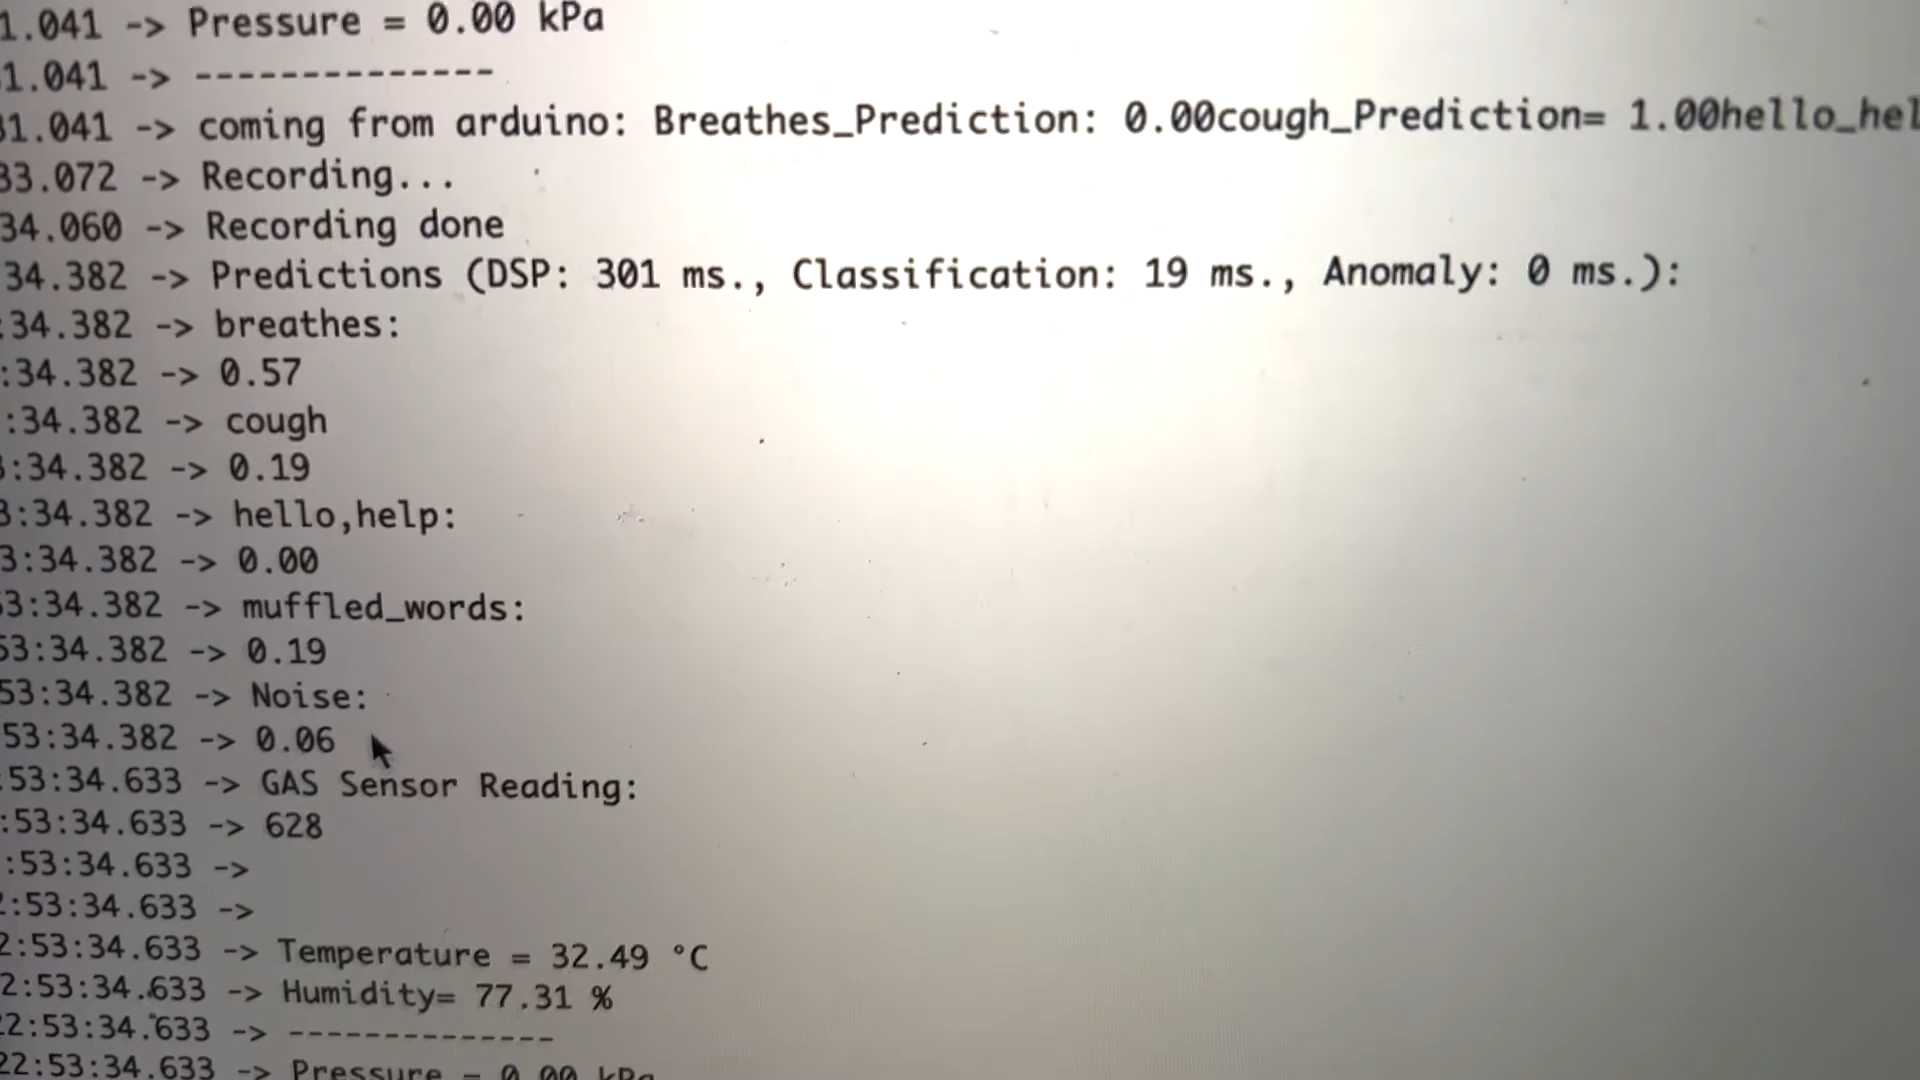 1.041 -> Pressure = 0.00 kPa
1.041 -> --------------
31.041 -> coming from arduino: Breathes_Prediction: 0.00cough_Prediction= 1.00hello_hel
33.072 -> Recording...
34.060 -> Recording done
34.382 -> Predictions (DSP: 301 ms., Classification: 19 ms., Anomaly: 0 ms.):
:34.382 -> breathes:
:34.382 -> 0.57
:34.382 -> cough
3:34.382 -> 0.19
3:34.382 -> hello,help:
3:34.382 -> 0.00
53:34.382 -> muffled_words:
53:34.382 -> 0.19
53:34.382 -> Noise:
53:34.382 -> 0.06
:53:34.633 -> GAS Sensor Reading:
:53:34.633 -> 628
:53:34.633 ->
2:53:34.633 ->
2:53:34.633 -> Temperature = 32.49 °C
2:53:34.633 -> Humidity= 77.31 %
22:53:34.633 -> --------------
22:53:34.633 -> Pressure = 0.00 kPa